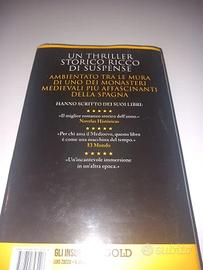 UN THRILLER
STORICO RICCO
DI SUSPENSE
AMBIENTATO TRA LE MURA
DI UNO DEI MONASTERI
MEDIEVALI PIÙ AFFASCINANTI
DELLA SPAGNA
HANNO SCRITTO DEI SUOI LIBRI:
«Il miglior romanzo storico dell'anno.»
Novelas Históricas
«Per chi ama il Medioevo, questo libro
è come una macchina del tempo.»
El Mundo
«Un'incantevole immersione
in un'altra epoca.»
GLI INS
GOLD
subito